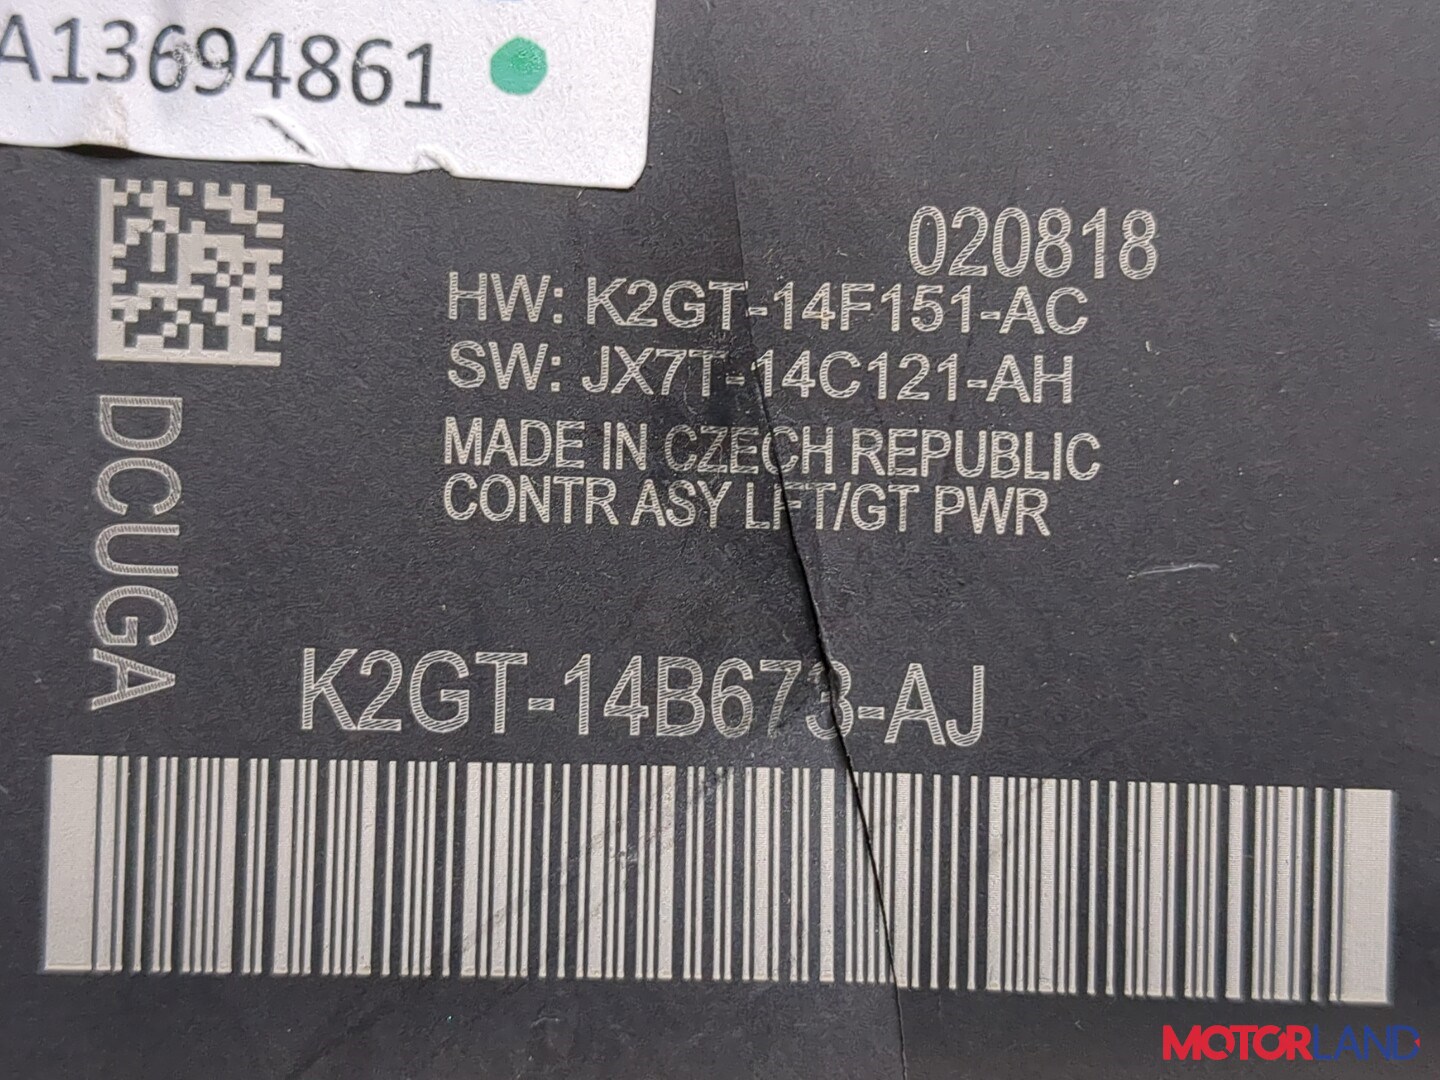 A13694861
020818
HW: K2GT-14F151-AC
SW: JX7T-14C121-AH
MADE IN CZECH REPUBLIC
CONTR ASY LFT/GT PWR
DCUGA
K2GT-14B673-AJ
MOTORLAND